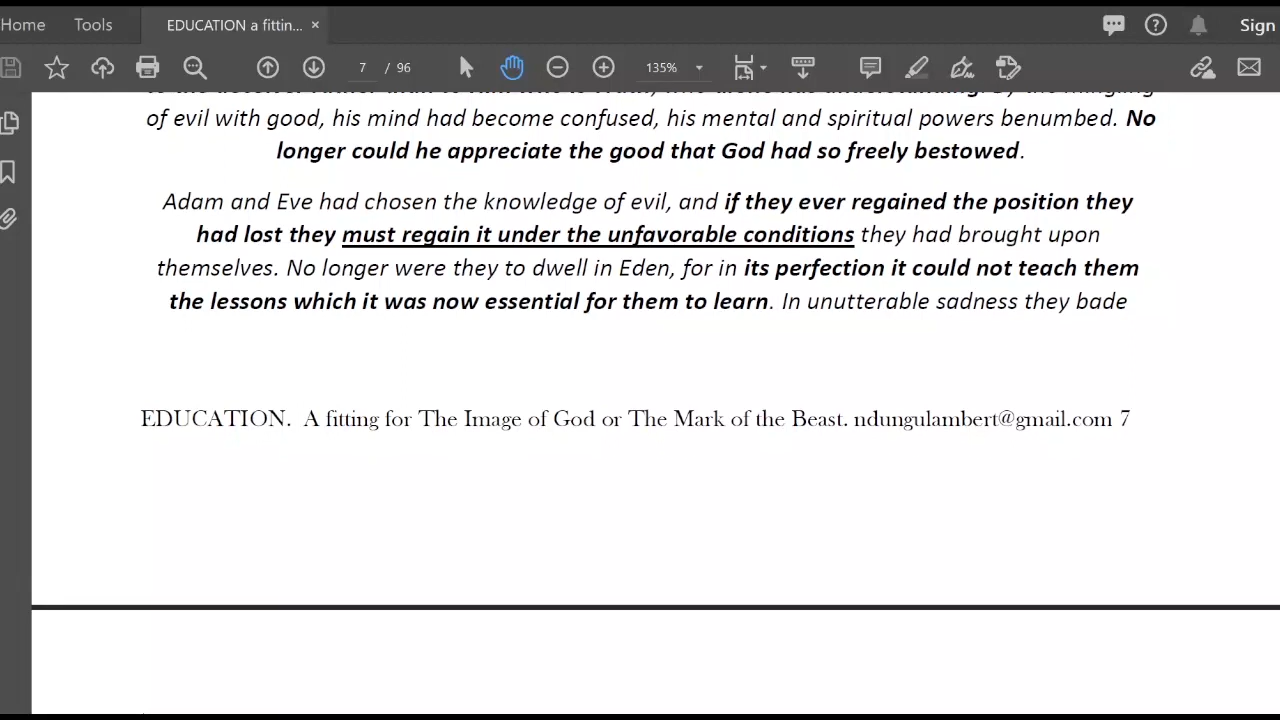 Home Tools EDUCATION a fittin... × Sign
7 / 96 135%
of evil with good, his mind had become confused, his mental and spiritual powers benumbed. No
longer could he appreciate the good that God had so freely bestowed.
Adam and Eve had chosen the knowledge of evil, and if they ever regained the position they
had lost they must regain it under the unfavorable conditions they had brought upon
themselves. No longer were they to dwell in Eden, for in its perfection it could not teach them
the lessons which it was now essential for them to learn. In unutterable sadness they bade
EDUCATION. A fitting for The Image of God or The Mark of the Beast. ndungulambert@gmail.com 7